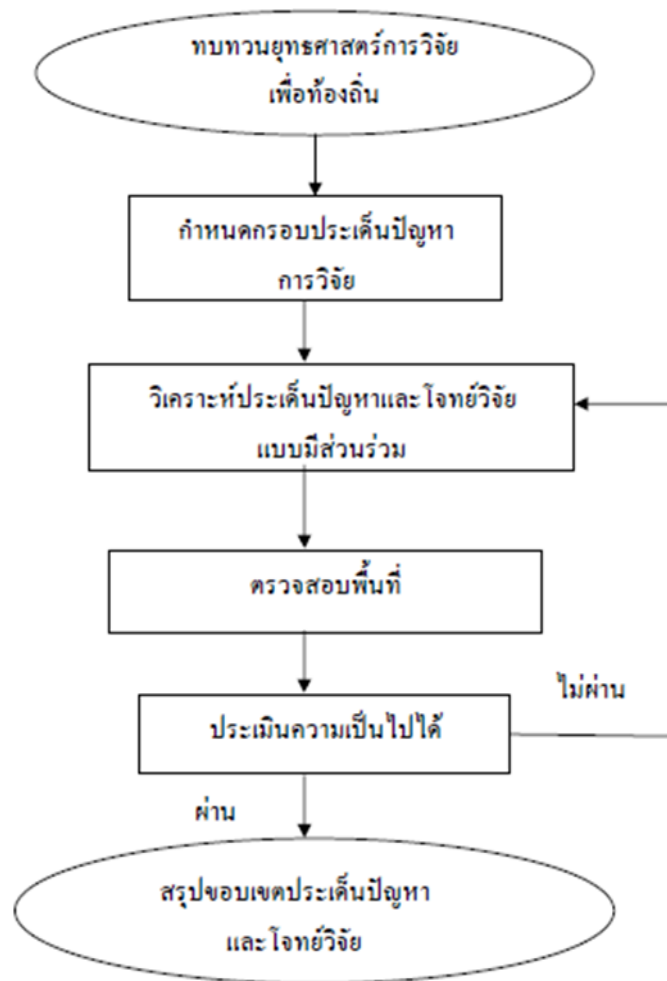 ทบทวนยุทธศาสตร์การวิจัย
เพื่อท้องถิ่น
กำหนดกรอบประเด็นปัญหา
การวิจัย
วิเคราะห์ประเด็นปัญหาและโจทย์วิจัย
แบบมีส่วนร่วม
ตรวจสอบพื้นที่
ประเมินความเป็นไปได้
ไม่ผ่าน
ผ่าน
สรุปขอบเขตประเด็นปัญหา
และโจทย์วิจัย